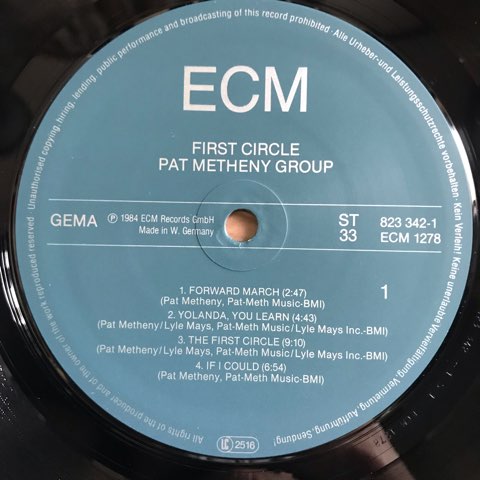 ECM
FIRST CIRCLE
PAT METHENY GROUP
GEMA
℗ 1984 ECM Records GmbH
Made in W. Germany
ST
33
823 342-1
ECM 1278
1
1. FORWARD MARCH (2:47)
(Pat Metheny, Pat-Meth Music-BMI)
2. YOLANDA, YOU LEARN (4:43)
(Pat Metheny/Lyle Mays, Pat-Meth Music/Lyle Mays Inc.-BMI)
3. THE FIRST CIRCLE (9:10)
(Pat Metheny/Lyle Mays, Pat-Meth Music/Lyle Mays Inc.-BMI)
4. IF I COULD (6:54)
(Pat Metheny, Pat-Meth Music-BMI)
LC 2516
All rights of the producer and of the owner of the work reproduced reserved · Unauthorised copying, hiring, lending, public performance and broadcasting of this record prohibited · Alle Urheber- und Leistungsschutzrechte vorbehalten · Kein Verleih! Keine unerlaubte Vervielfältigung, Vermietung, Aufführung, Sendung!